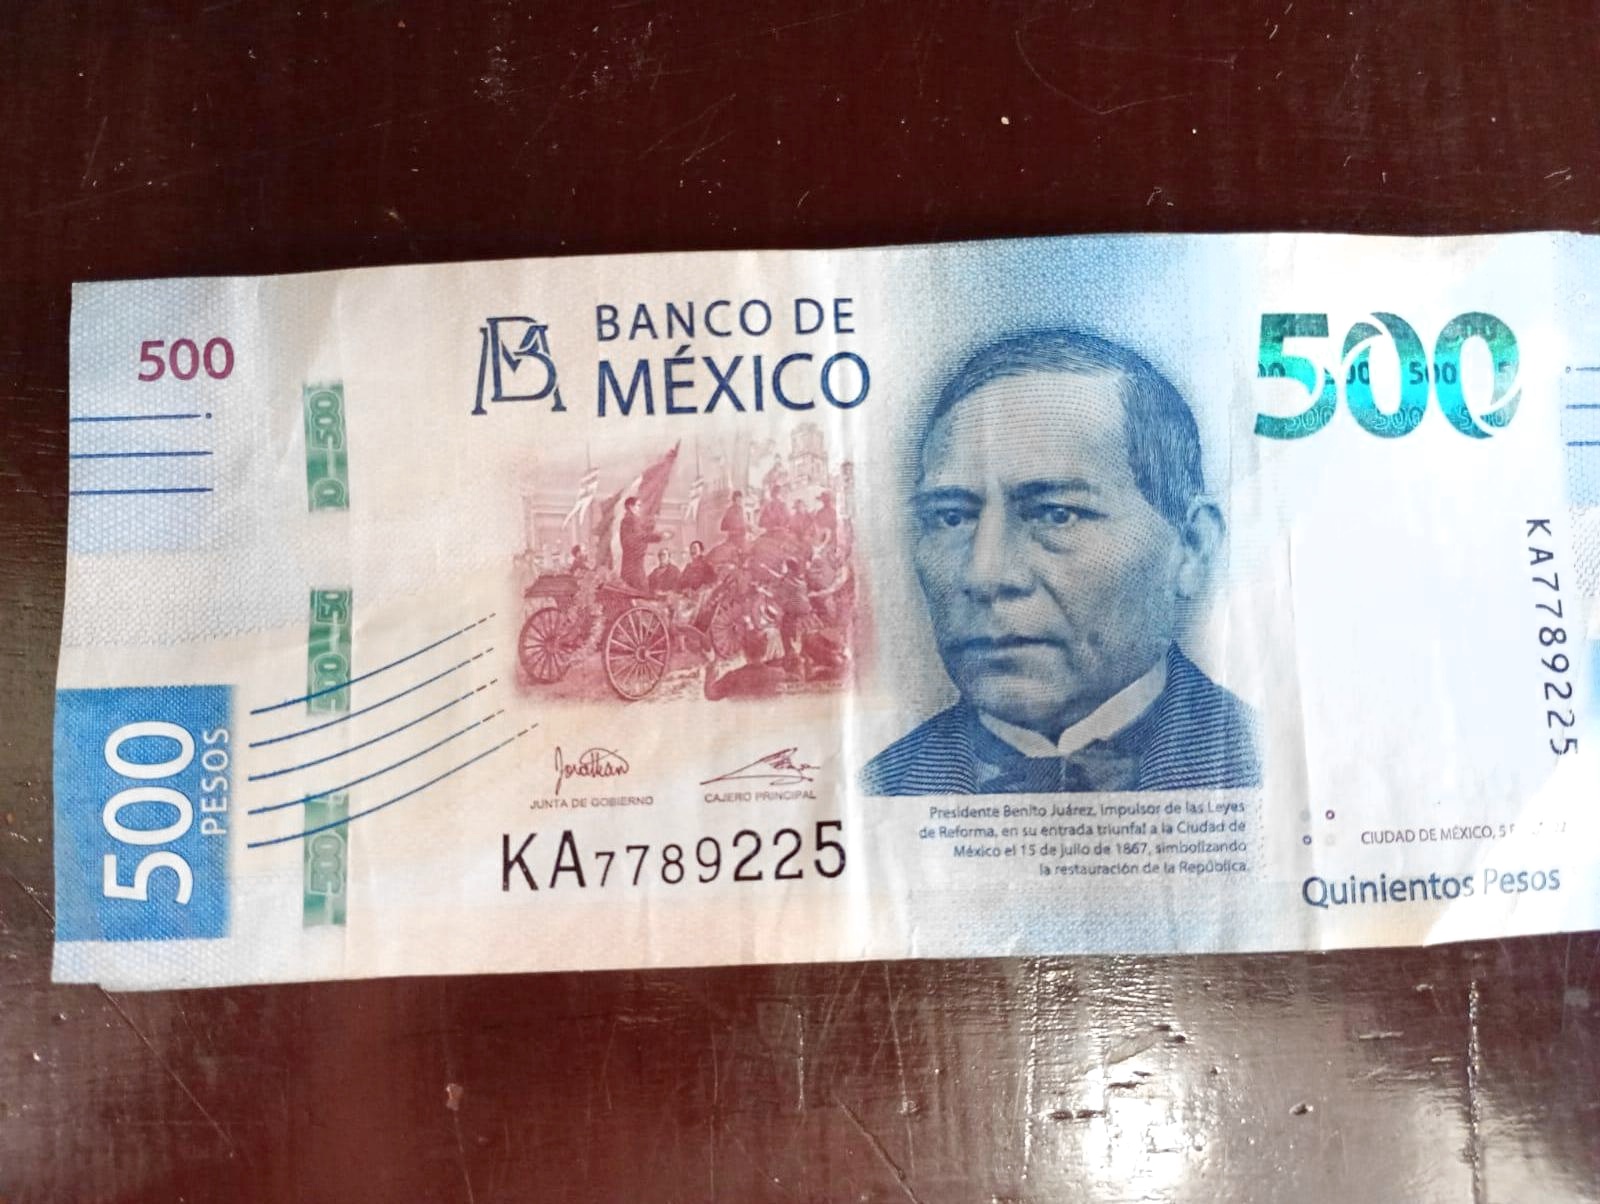 500
BANCO DE
MÉXICO
500
500
PESOS
JUNTA DE GOBIERNO
CAJERO PRINCIPAL
KA7789225
Presidente Benito Juárez, impulsor de las Leyes
de Reforma, en su entrada triunfal a la Ciudad de
México el 15 de julio de 1867, simbolizando
la restauración de la República.
KA7789225
CIUDAD DE MÉXICO, 5
Quinientos Pesos